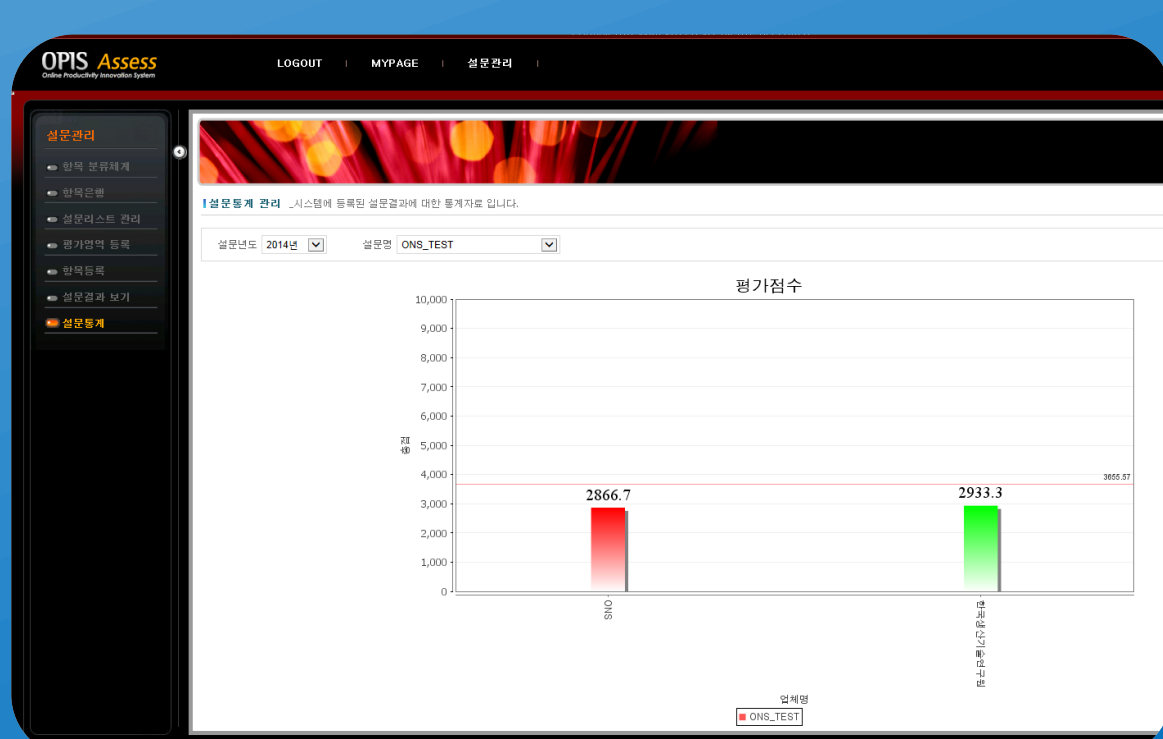 OPIS Assess
Online Productivity Innovation System
LOGOUT
MYPAGE
설문관리
설문관리
항목 분류체계
항목은행
설문리스트 관리
평가영역 등록
항목등록
설문결과 보기
설문통계
설문통계 관리 _시스템에 등록된 설문결과에 대한 통계자료 입니다.
설문년도 2014년 설문명 ONS_TEST
평가점수
10,000
9,000
8,000
7,000
6,000
5,000
4,000
3,000
2,000
1,000
0
총점
3655.57
2866.7
2933.3
ONS
한국생산기술연구원
업체명
ONS_TEST